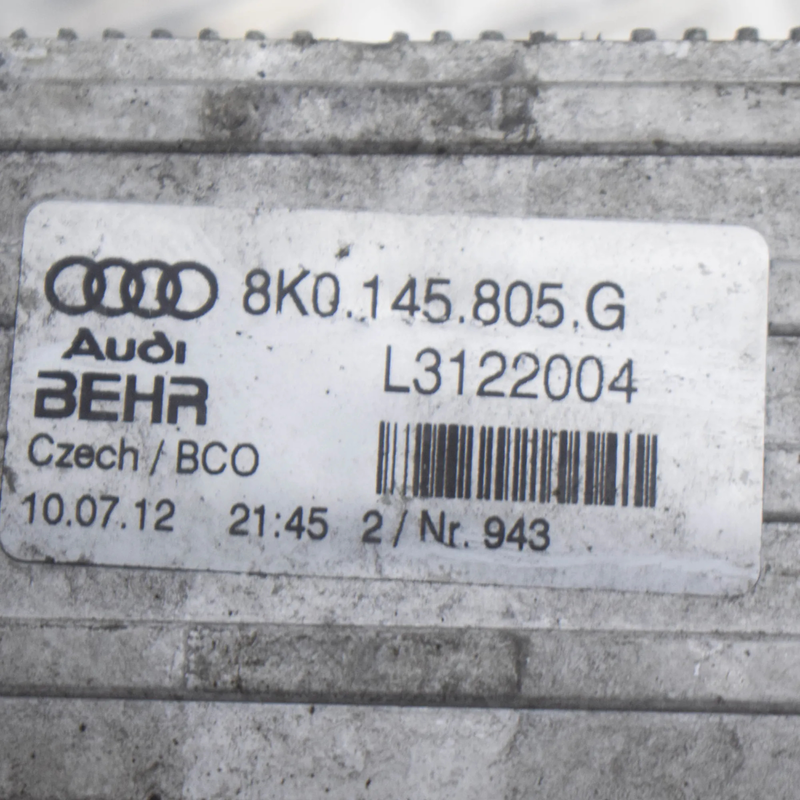 8K0.145.805.G
Audi
L3122004
BEHR
Czech / BCO
10.07.12 21:45 2 / Nr. 943